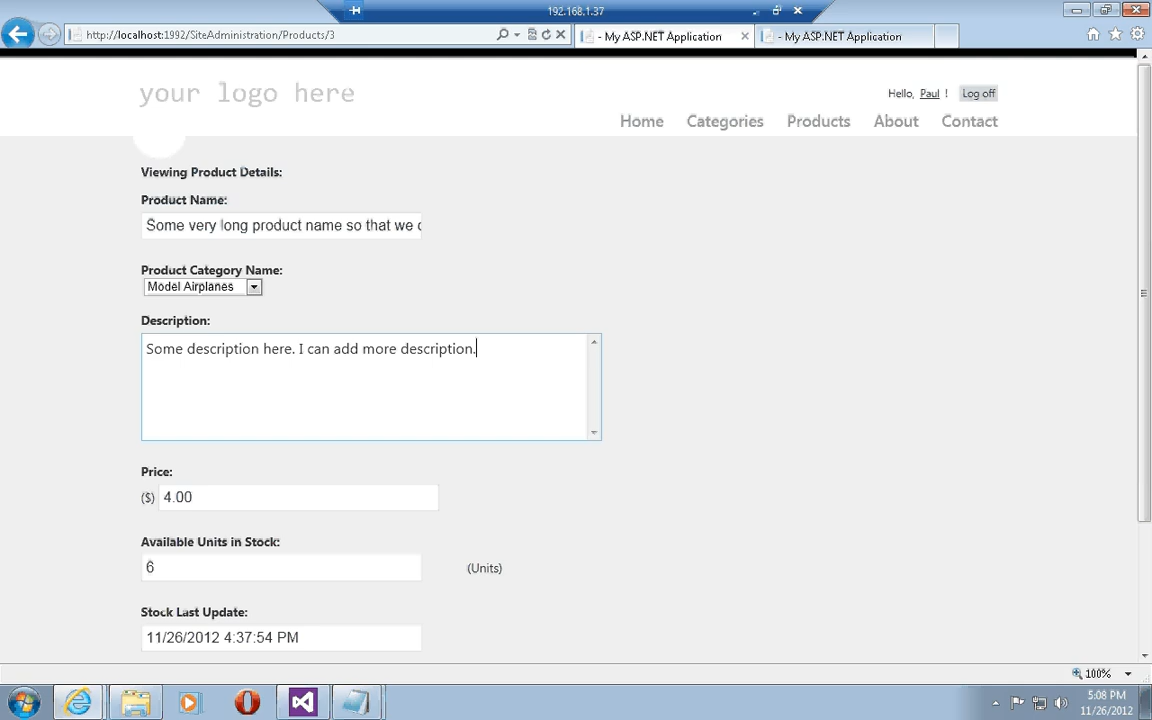 192.168.1.37
http://localhost:1992/SiteAdministration/Products/3
- My ASP.NET Application
- My ASP.NET Application
your logo here
Hello, Paul ! Log off
Home Categories Products About Contact
Viewing Product Details:
Product Name:
Some very long product name so that we c
Product Category Name:
Model Airplanes
Description:
Some description here. I can add more description.
Price:
($) 4.00
Available Units in Stock:
6 (Units)
Stock Last Update:
11/26/2012 4:37:54 PM
100%
5:08 PM
11/26/2012